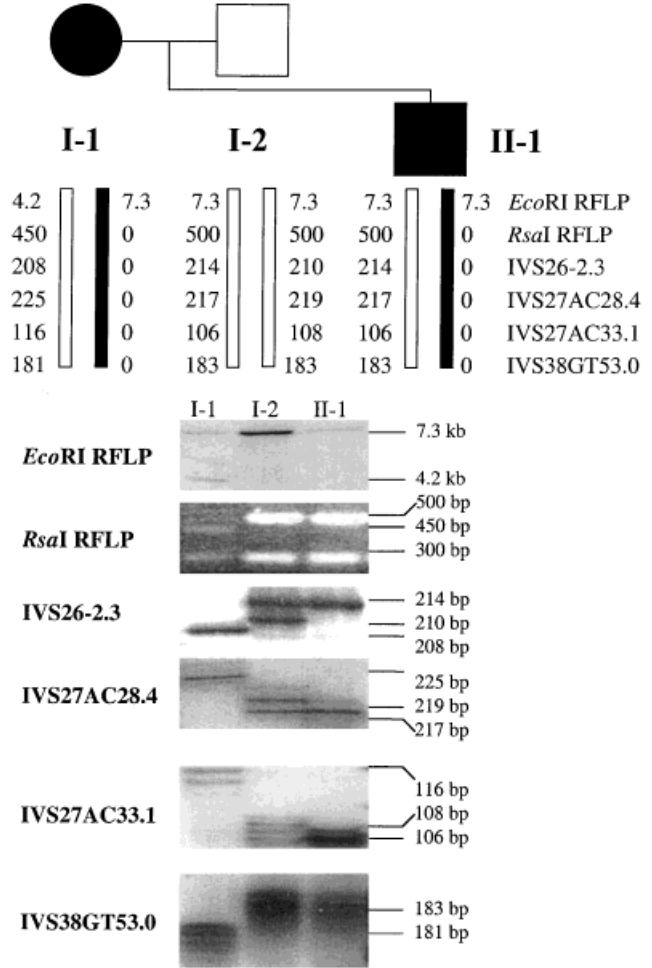 I-1 I-2 II-1
4.2 7.3 7.3 7.3 7.3 7.3 EcoRI RFLP
450 0 500 500 500 0 RsaI RFLP
208 0 214 210 214 0 IVS26-2.3
225 0 217 219 217 0 IVS27AC28.4
116 0 106 108 106 0 IVS27AC33.1
181 0 183 183 183 0 IVS38GT53.0
I-1 I-2 II-1
EcoRI RFLP
7.3 kb
4.2 kb
RsaI RFLP
500 bp
450 bp
300 bp
IVS26-2.3
214 bp
210 bp
208 bp
IVS27AC28.4
225 bp
219 bp
217 bp
IVS27AC33.1
116 bp
108 bp
106 bp
IVS38GT53.0
183 bp
181 bp